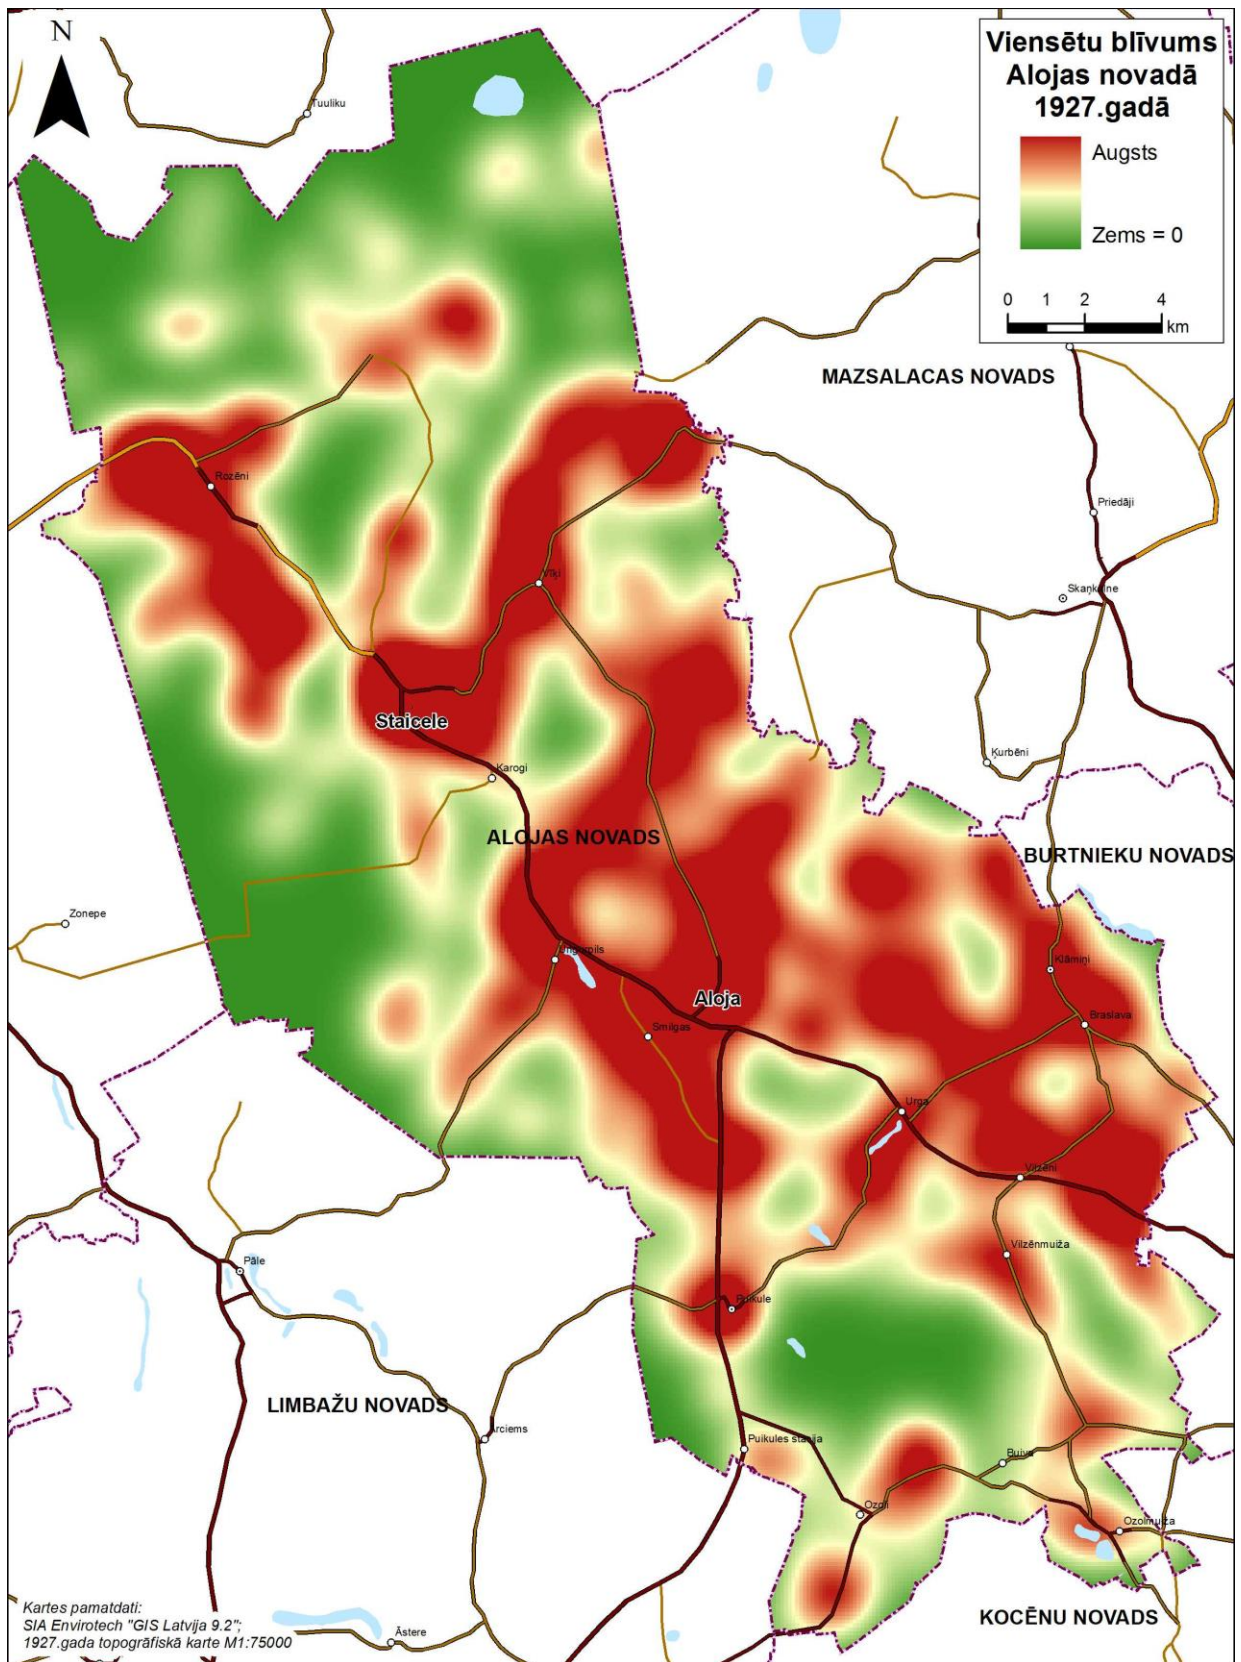 N
Viensētu blīvums
Alojas novadā
1927.gadā
Augsts
Zems = 0
0 1 2 4
km
Tuuliku
MAZSALACAS NOVADS
Rozēni
Priedāji
Vīķi
Skaņkalne
Staicele
Karogi
Ķurbēni
ALOJAS NOVADS
BURTNIEKU NOVADS
Zonepe
Ungurpils
Klāmiņi
Aloja
Braslava
Smilgas
Urga
Vilzēni
Vilzēnmuiža
Pāle
Puikule
LIMBAŽU NOVADS
Ārciems
Puikules stacija
Buiva
Ozoli
Ozolmuiža
KOCĒNU NOVADS
Āstere
Kartes pamatdati:
SIA Envirotech "GIS Latvija 9.2";
1927.gada topogrāfiskā karte M1:75000